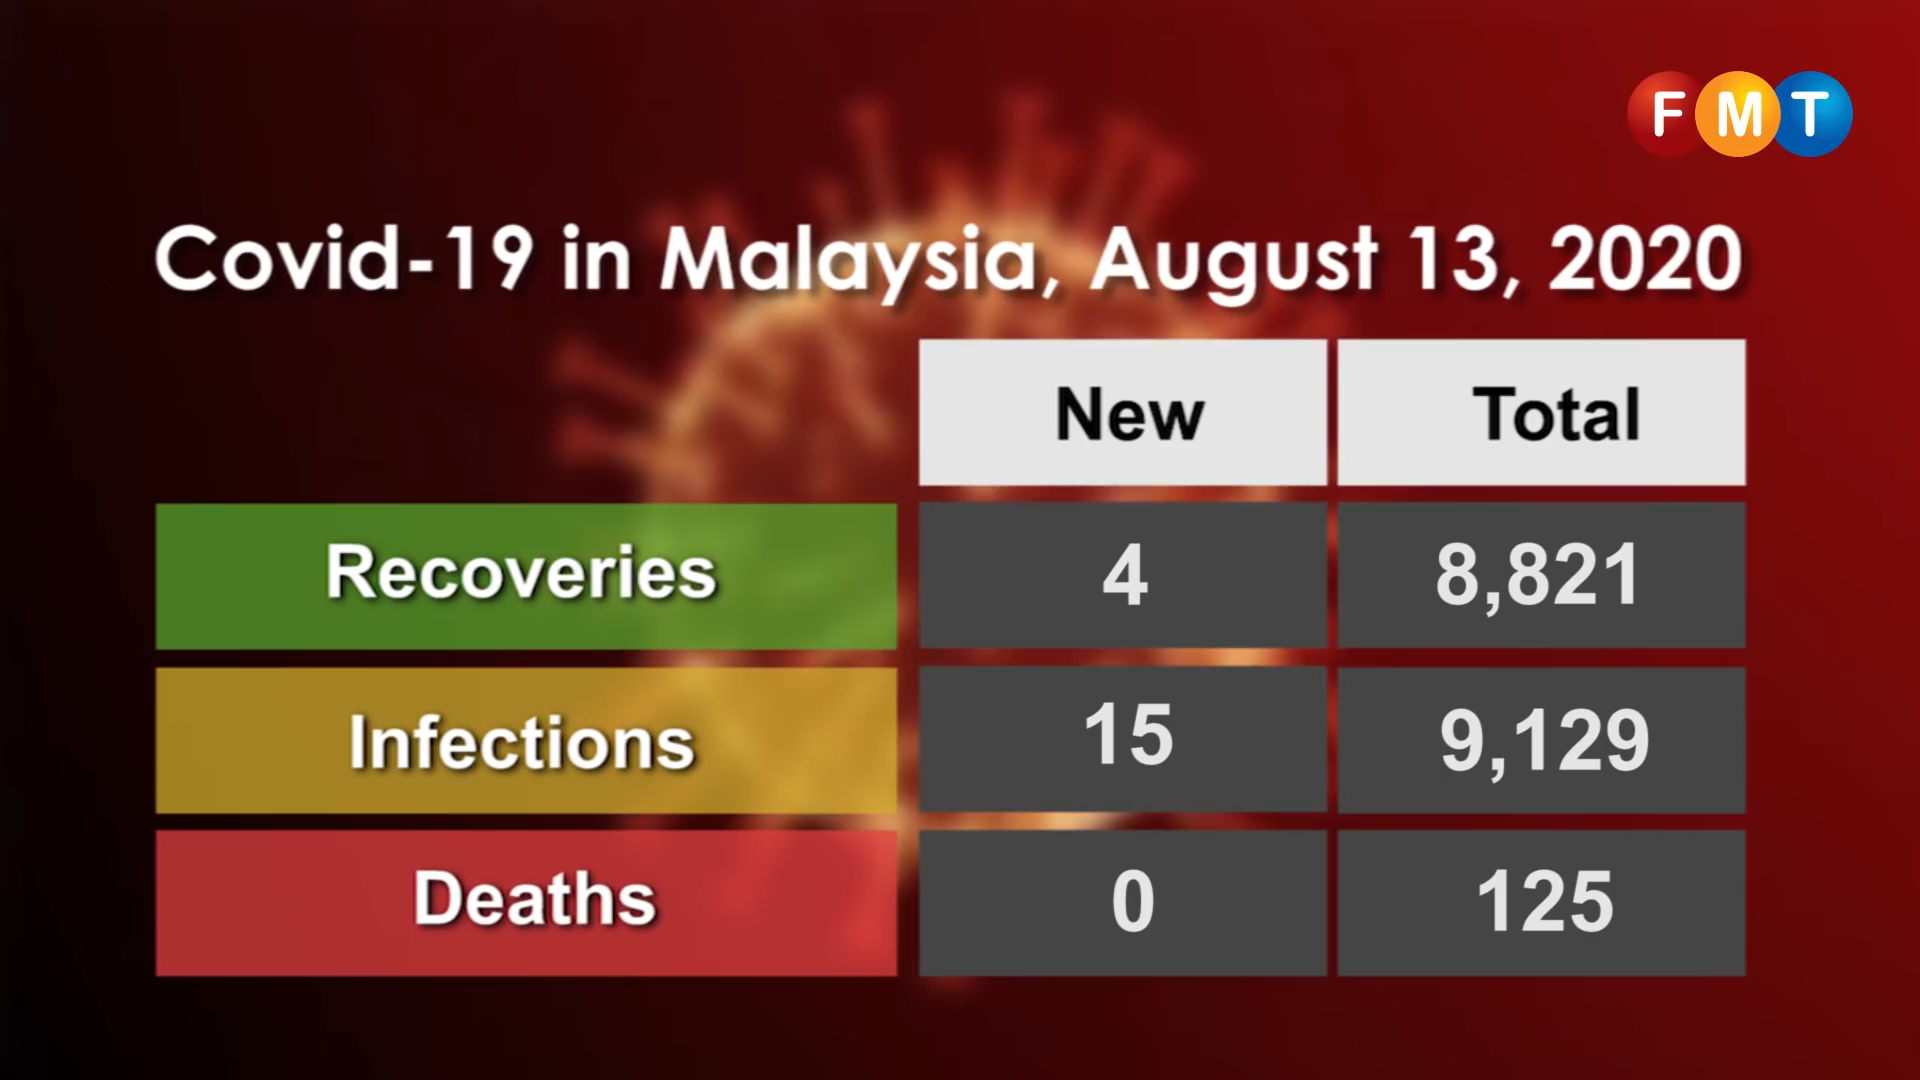 FMT
Covid-19 in Malaysia, August 13, 2020
New Total
Recoveries 4 8,821
Infections 15 9,129
Deaths 0 125